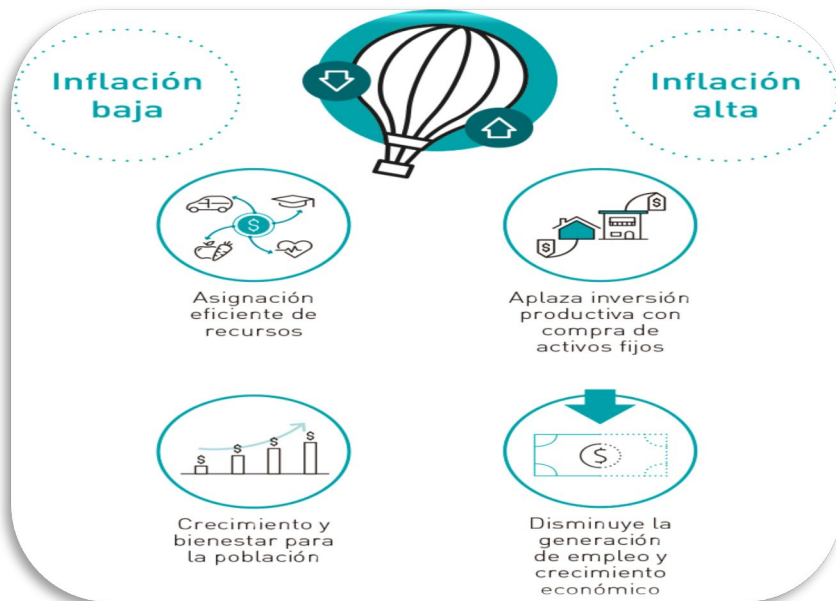 Inflación
baja
Inflación
alta
$
$
$
Asignación
eficiente de
recursos
Aplaza inversión
productiva con
compra de
activos fijos
$ $ $ $
$
Crecimiento y
bienestar para
la población
Disminuye la
generación
de empleo y
crecimiento
económico